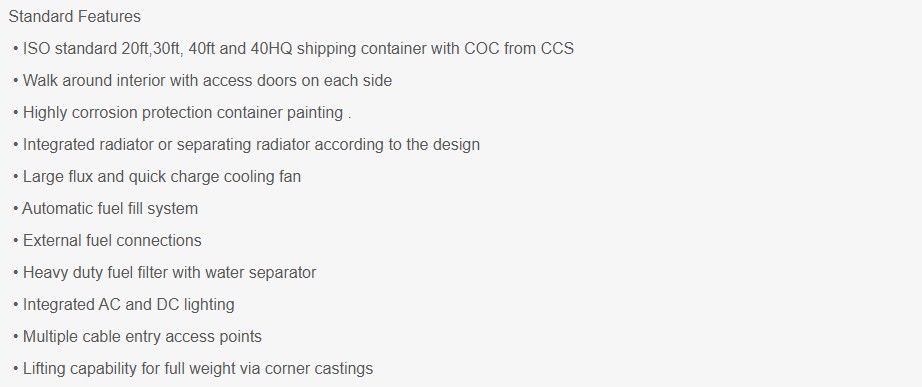 Standard Features
• ISO standard 20ft,30ft, 40ft and 40HQ shipping container with COC from CCS
• Walk around interior with access doors on each side
• Highly corrosion protection container painting .
• Integrated radiator or separating radiator according to the design
• Large flux and quick charge cooling fan
• Automatic fuel fill system
• External fuel connections
• Heavy duty fuel filter with water separator
• Integrated AC and DC lighting
• Multiple cable entry access points
• Lifting capability for full weight via corner castings